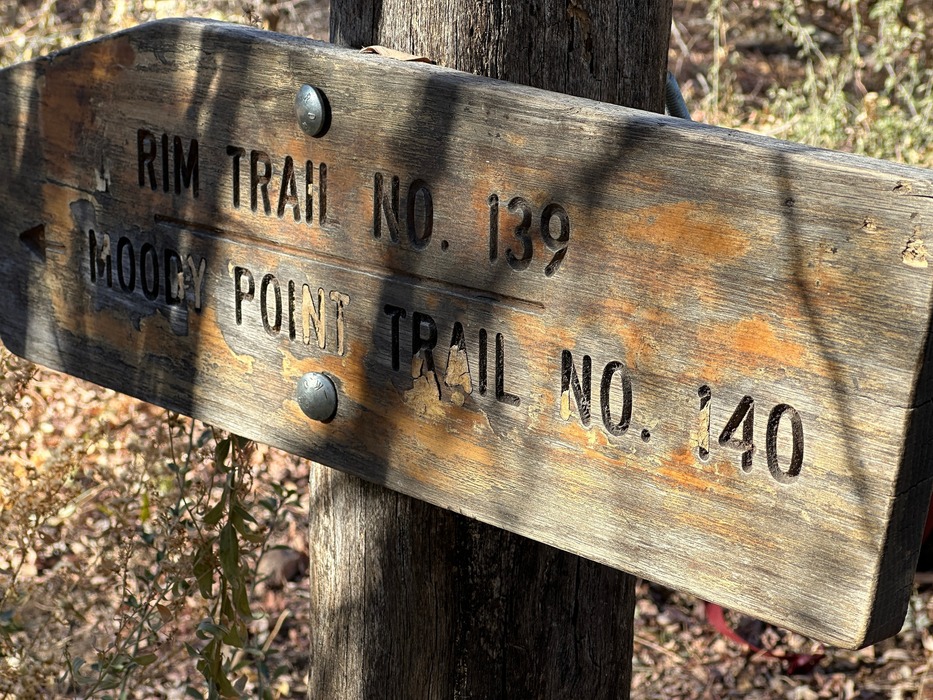 RIM TRAIL NO. 139
MOODY POINT TRAIL NO. 140